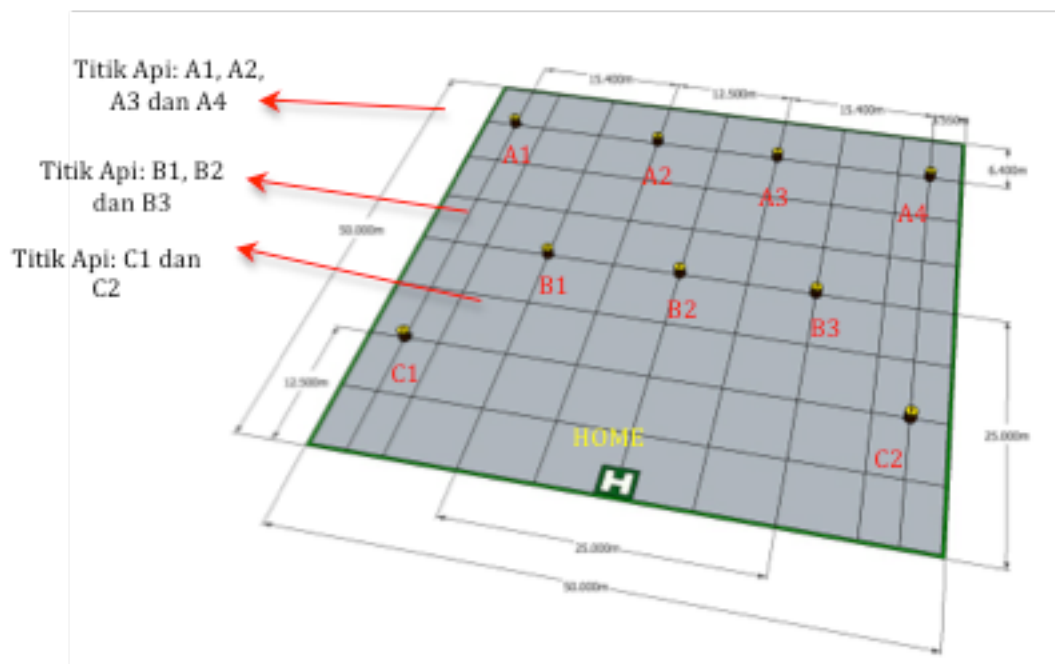 Titik Api: A1, A2,
A3 dan A4
Titik Api: B1, B2
dan B3
Titik Api: C1 dan
C2
15.400m
12.500m
15.400m
6.400m
50.000m
A1
A2
A3
A4
B1
B2
B3
12.500m
C1
C2
HOME
H
25.000m
25.000m
50.000m